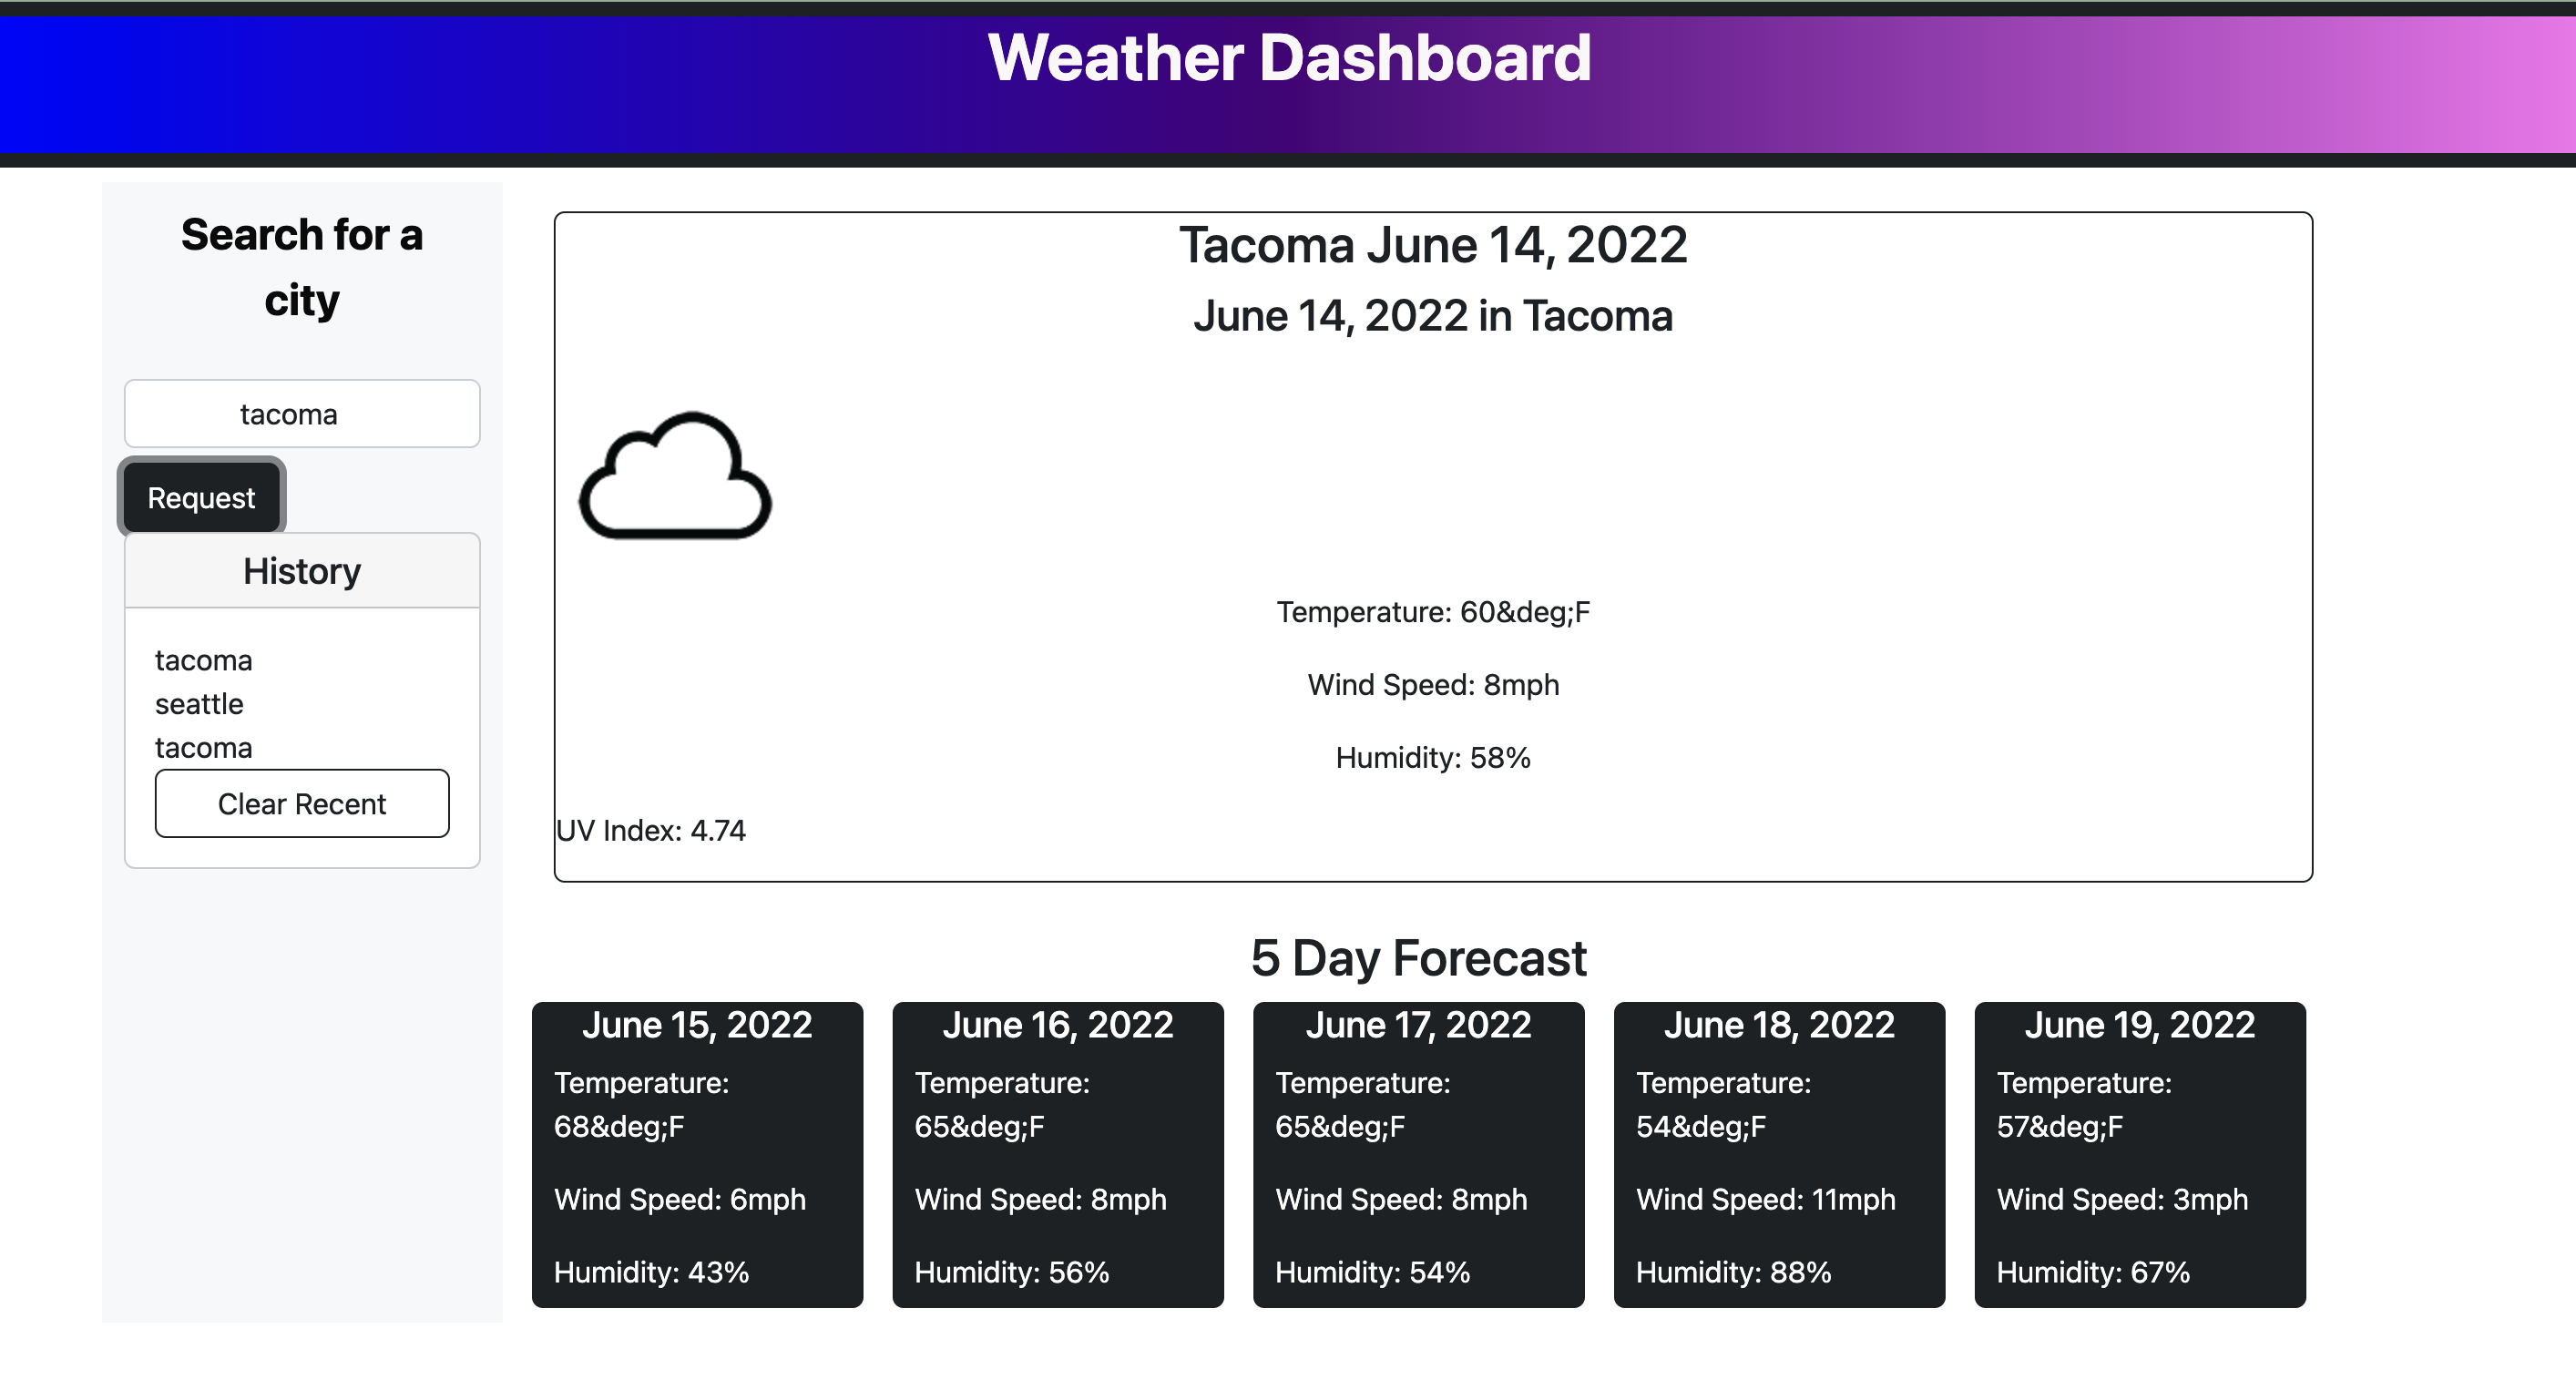 Weather Dashboard
Search for a
city
tacoma
Request
History
tacoma
seattle
tacoma
Clear Recent
Tacoma June 14, 2022
June 14, 2022 in Tacoma
Temperature: 60&deg;F
Wind Speed: 8mph
Humidity: 58%
UV Index: 4.74
5 Day Forecast
June 15, 2022
Temperature:
68&deg;F
Wind Speed: 6mph
Humidity: 43%
June 16, 2022
Temperature:
65&deg;F
Wind Speed: 8mph
Humidity: 56%
June 17, 2022
Temperature:
65&deg;F
Wind Speed: 8mph
Humidity: 54%
June 18, 2022
Temperature:
54&deg;F
Wind Speed: 11mph
Humidity: 88%
June 19, 2022
Temperature:
57&deg;F
Wind Speed: 3mph
Humidity: 67%